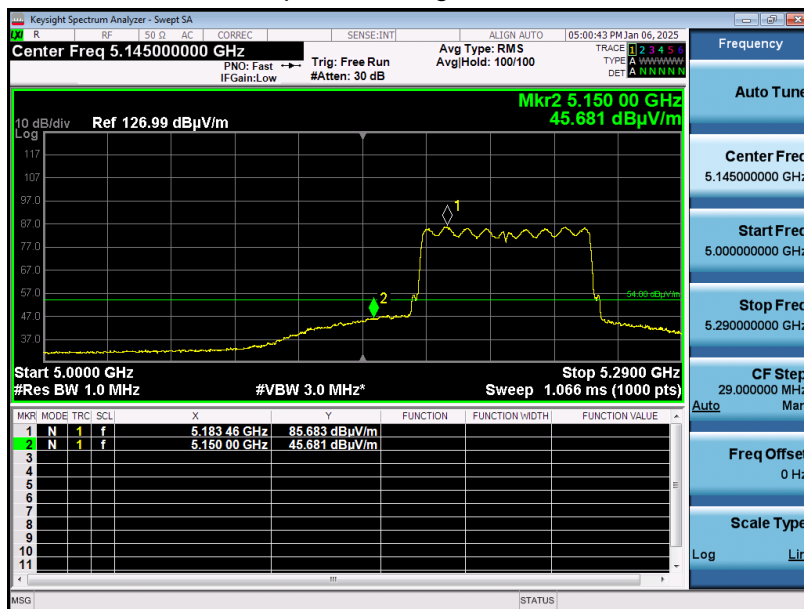 Keysight Spectrum Analyzer - Swept SA
LXI R RF 50 Ω AC CORREC SENSE:INT ALIGN AUTO 05:00:43 PM Jan 06, 2025
Center Freq 5.145000000 GHz
PNO: Fast
IFGain:Low
Trig: Free Run
#Atten: 30 dB
Avg Type: RMS
Avg|Hold: 100/100
TRACE 1 2 3 4 5 6
TYPE A WWWWW
DET A N N N N N
Mkr2 5.150 00 GHz
45.681 dBµV/m
10 dB/div
Log
Ref 126.99 dBµV/m
117
107
97.0
87.0
77.0
67.0
57.0
47.0
37.0
1
2
54.00 dBµV/m
Start 5.0000 GHz Stop 5.2900 GHz
#Res BW 1.0 MHz #VBW 3.0 MHz* Sweep 1.066 ms (1000 pts)
MKR MODE TRC SCL X Y FUNCTION FUNCTION WIDTH FUNCTION VALUE
1 N 1 f 5.183 46 GHz 85.683 dBµV/m
2 N 1 f 5.150 00 GHz 45.681 dBµV/m
3
4
5
6
7
8
9
10
11
MSG STATUS
Frequency
Auto Tune
Center Freq
5.145000000 GHz
Start Freq
5.000000000 GHz
Stop Freq
5.290000000 GHz
CF Step
29.000000 MHz
Auto Man
Freq Offset
0 Hz
Scale Type
Log Lin